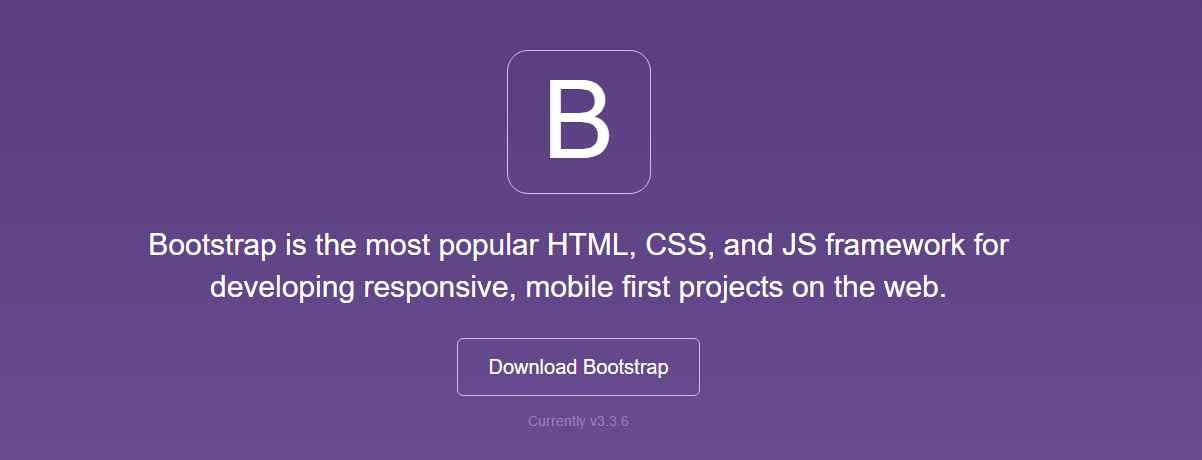 B
Bootstrap is the most popular HTML, CSS, and JS framework for
developing responsive, mobile first projects on the web.
Download Bootstrap
Currently v3.3.6